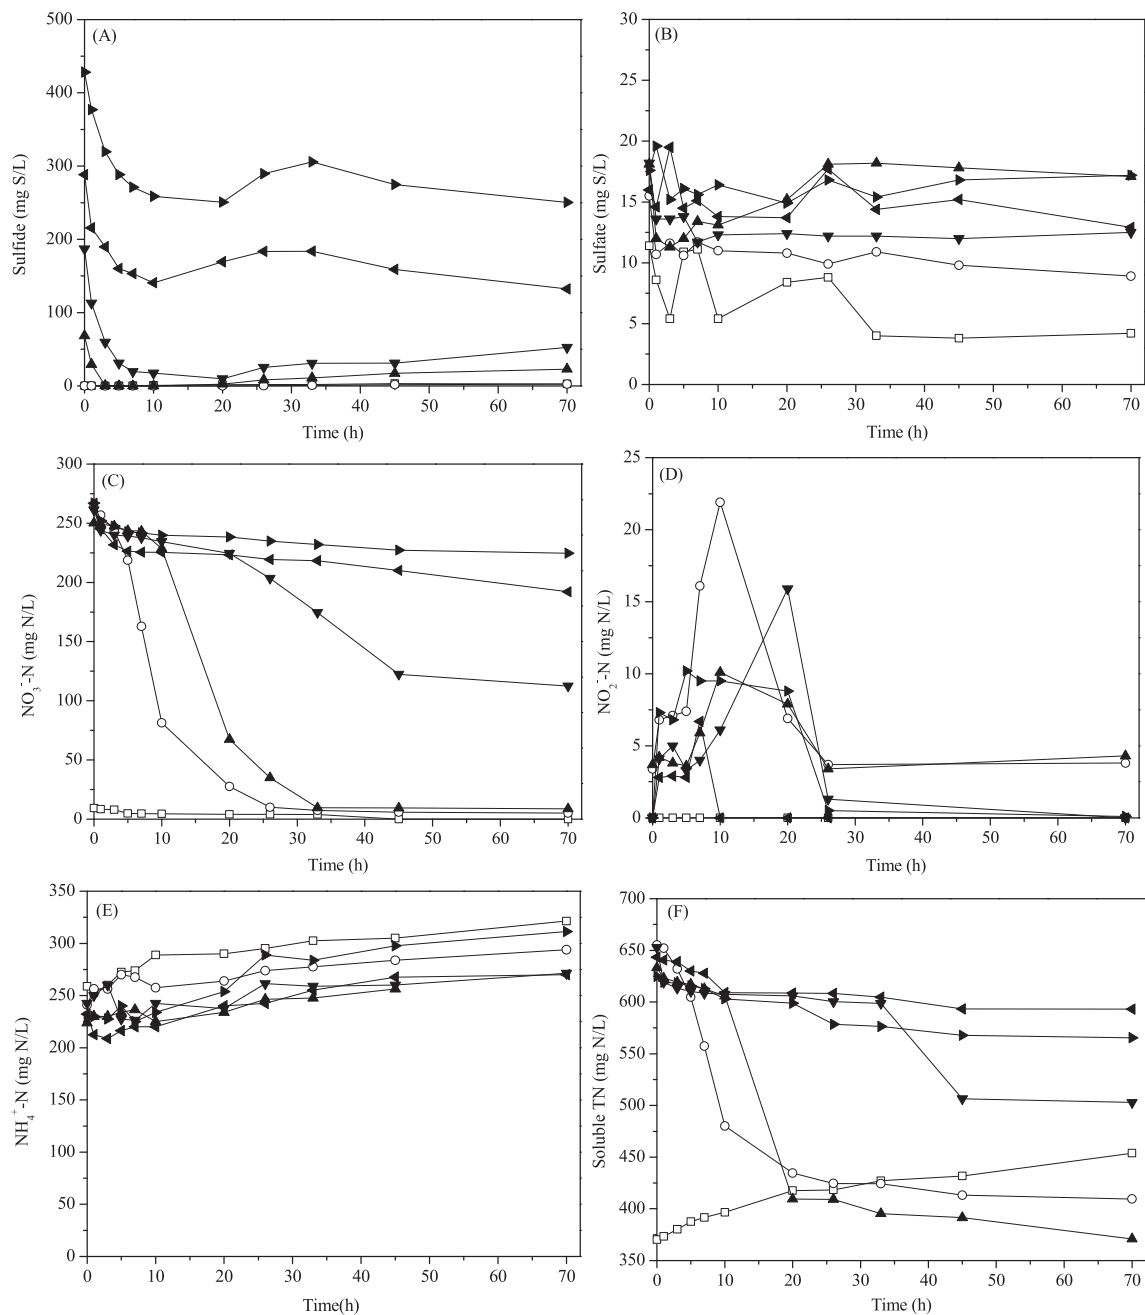 (A)
Sulfide (mg S/L)
500
400
300
200
100
0
0 10 20 30 40 50 60 70
Time (h)
(B)
Sulfate (mg S/L)
30
25
20
15
10
5
0
0 10 20 30 40 50 60 70
Time (h)
(C)
NO₃⁻-N (mg N/L)
300
250
200
150
100
50
0
0 10 20 30 40 50 60 70
Time (h)
(D)
NO₂⁻-N (mg N/L)
25
20
15
10
5
0
0 10 20 30 40 50 60 70
Time (h)
(E)
NH₄⁺-N (mg N/L)
350
300
250
200
150
100
50
0
0 10 20 30 40 50 60 70
Time(h)
(F)
Soluble TN (mg N/L)
700
650
600
550
500
450
400
350
0 10 20 30 40 50 60 70
Time (h)